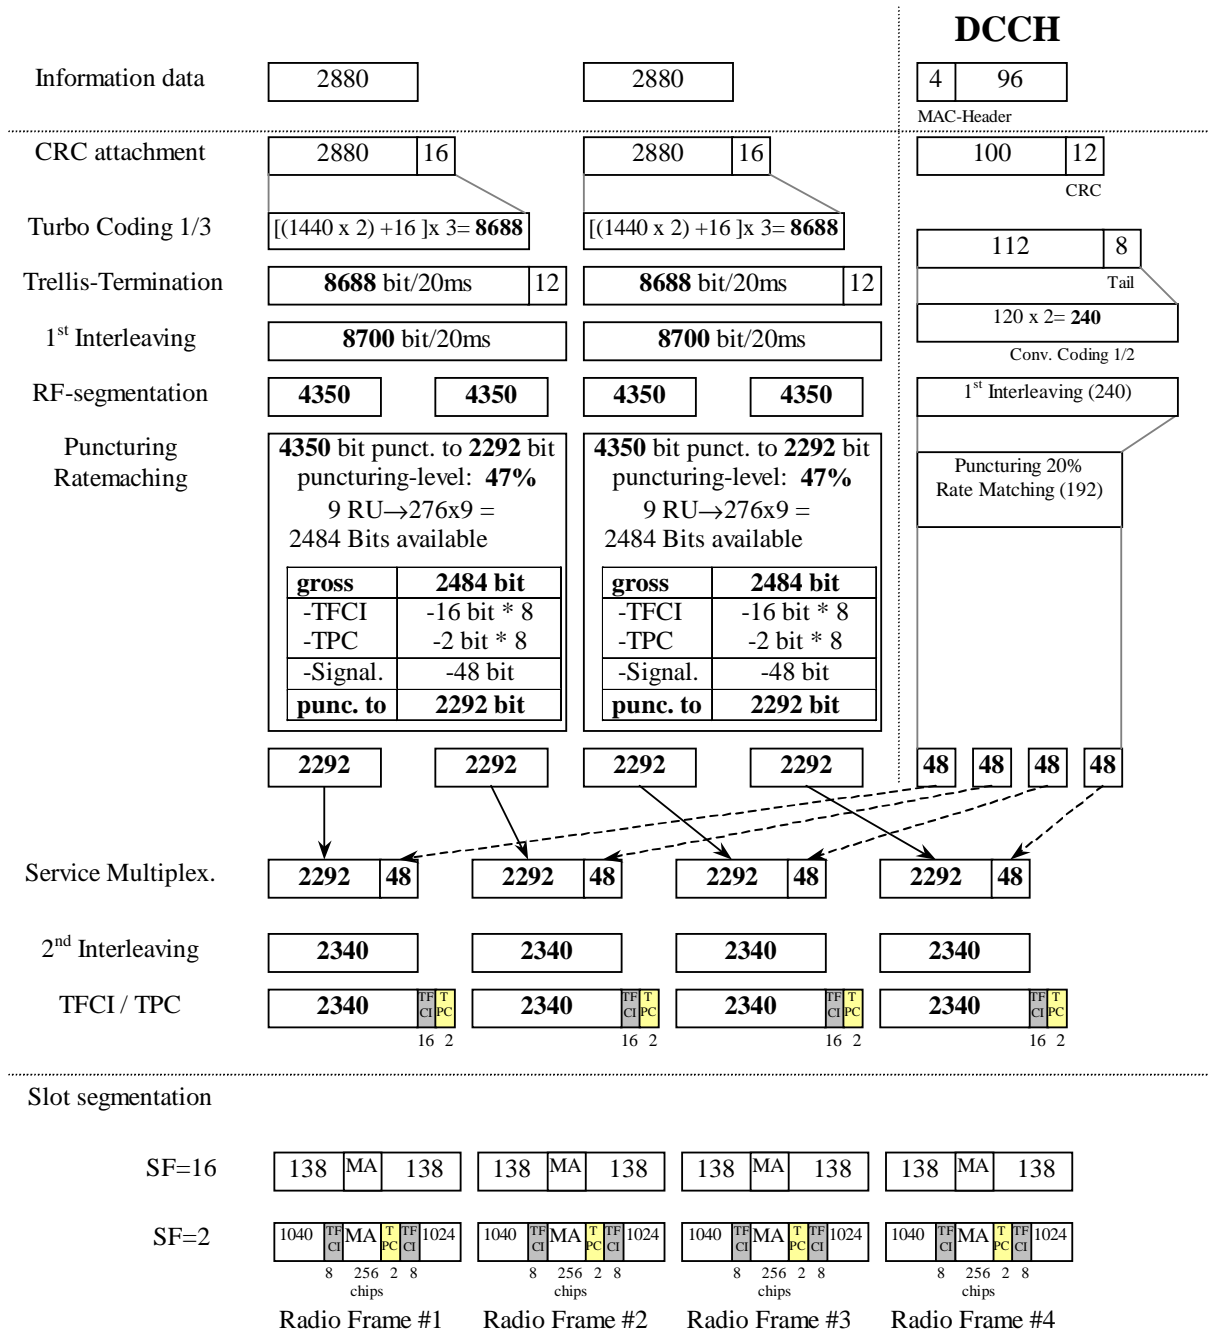 DCCH
Information data 2880 2880 4 96
MAC-Header
CRC attachment 2880 16 2880 16 100 12
CRC
Turbo Coding 1/3 [(1440 x 2) +16 ]x 3= 8688 [(1440 x 2) +16 ]x 3= 8688
112 8
Trellis-Termination 8688 bit/20ms 12 8688 bit/20ms 12
Tail
120 x 2= 240
1st Interleaving 8700 bit/20ms 8700 bit/20ms
Conv. Coding 1/2
RF-segmentation 4350 4350 4350 4350 1st Interleaving (240)
Puncturing 4350 bit punct. to 2292 bit 4350 bit punct. to 2292 bit
Ratemaching puncturing-level: 47% puncturing-level: 47% Puncturing 20%
Rate Matching (192)
9 RU→276x9 = 9 RU→276x9 =
2484 Bits available 2484 Bits available
gross 2484 bit gross 2484 bit
-TFCI -16 bit * 8 -TFCI -16 bit * 8
-TPC -2 bit * 8 -TPC -2 bit * 8
-Signal. -48 bit -Signal. -48 bit
punc. to 2292 bit punc. to 2292 bit
2292 2292 2292 2292 48 48 48 48
Service Multiplex. 2292 48 2292 48 2292 48 2292 48
2nd Interleaving 2340 2340 2340 2340
TFCI / TPC 2340 TF CI T PC 2340 TF CI T PC 2340 TF CI T PC 2340 TF CI T PC
16 2 16 2 16 2 16 2
Slot segmentation
SF=16 138 MA 138 138 MA 138 138 MA 138 138 MA 138
SF=2 1040 TF CI MA T PC TF CI 1024 1040 TF CI MA T PC TF CI 1024 1040 TF CI MA T PC TF CI 1024 1040 TF CI MA T PC TF CI 1024
8 256 2 8 8 256 2 8 8 256 2 8 8 256 2 8
chips chips chips chips
Radio Frame #1 Radio Frame #2 Radio Frame #3 Radio Frame #4